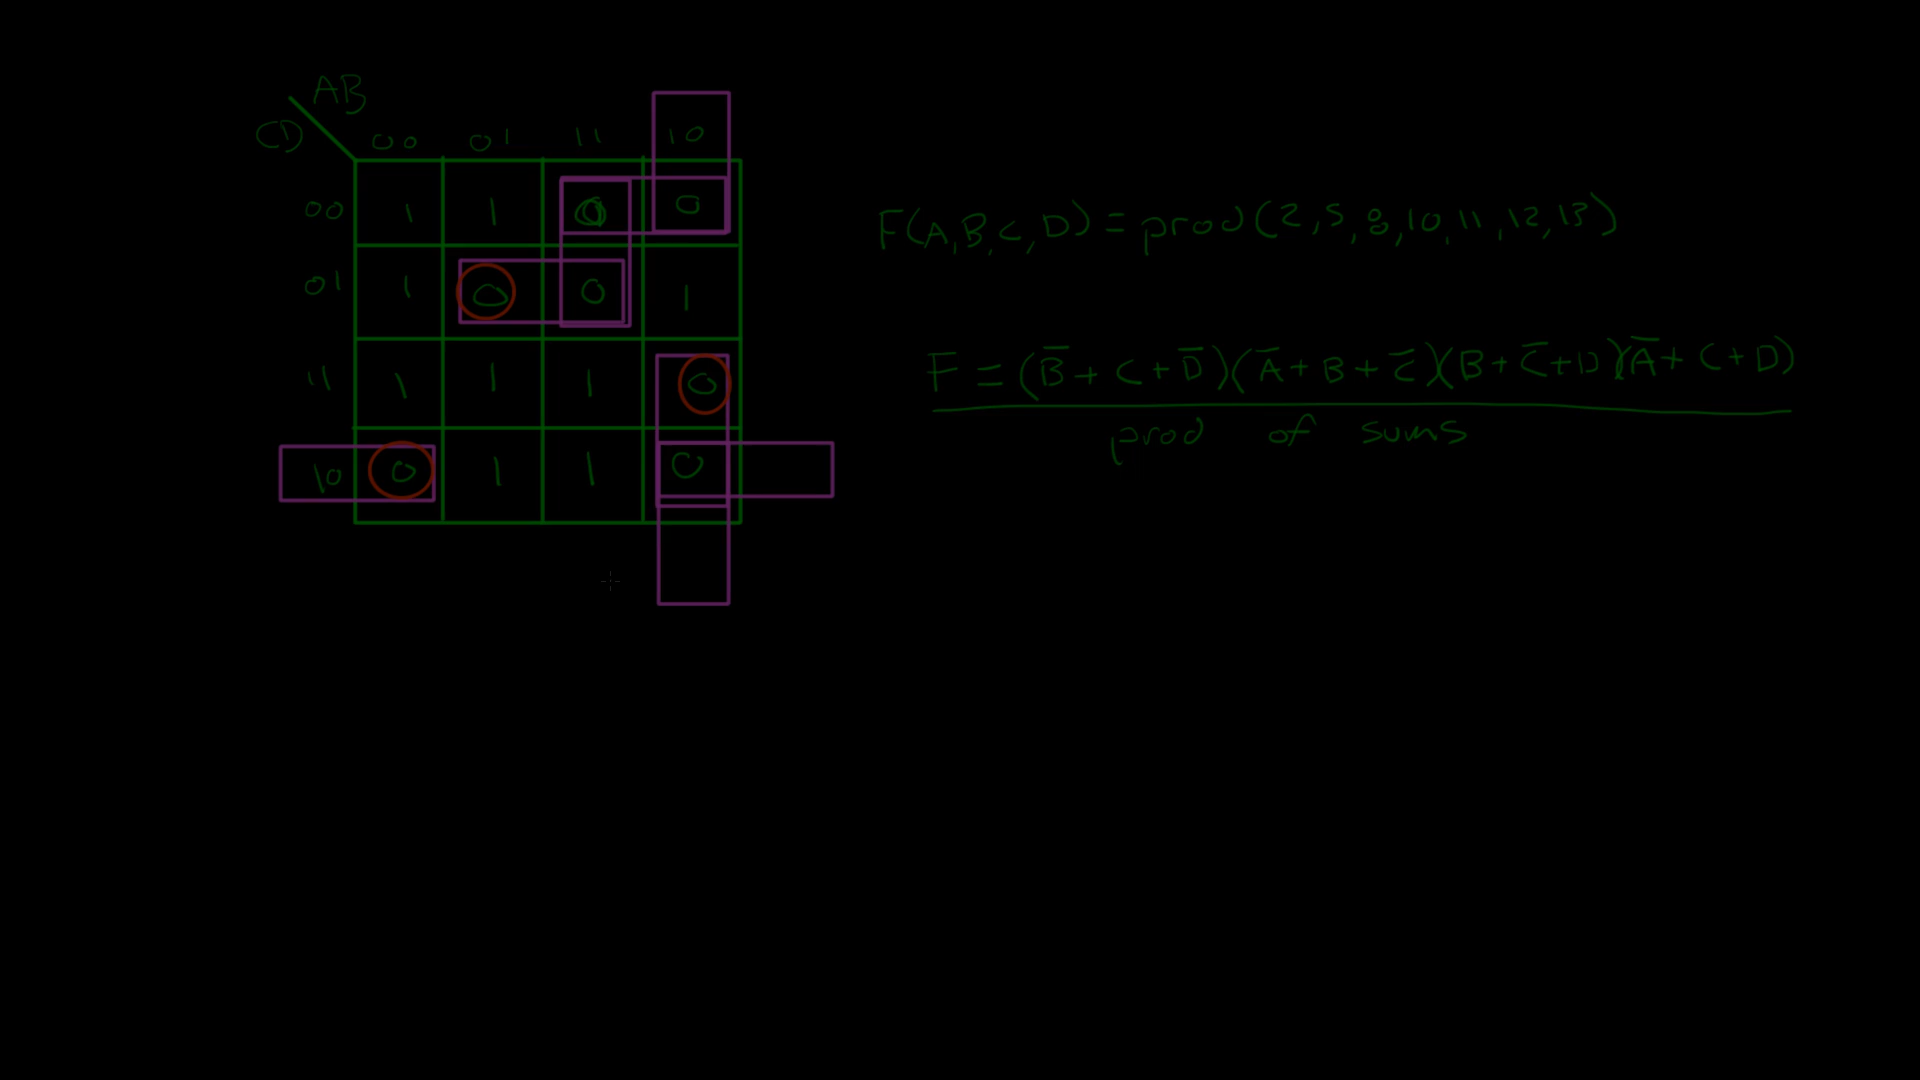 AB
CD
00 01 11 10
00 1 1 0 0
01 1 0 0 1
11 1 1 1 0
10 0 1 1 0
F(A,B,C,D) = prod(2,5,8,10,11,12,13)
F = (B̅ + C + D̅)(A̅ + B + C̅)(B + C̅ + D)(A̅ + C + D)
prod of sums